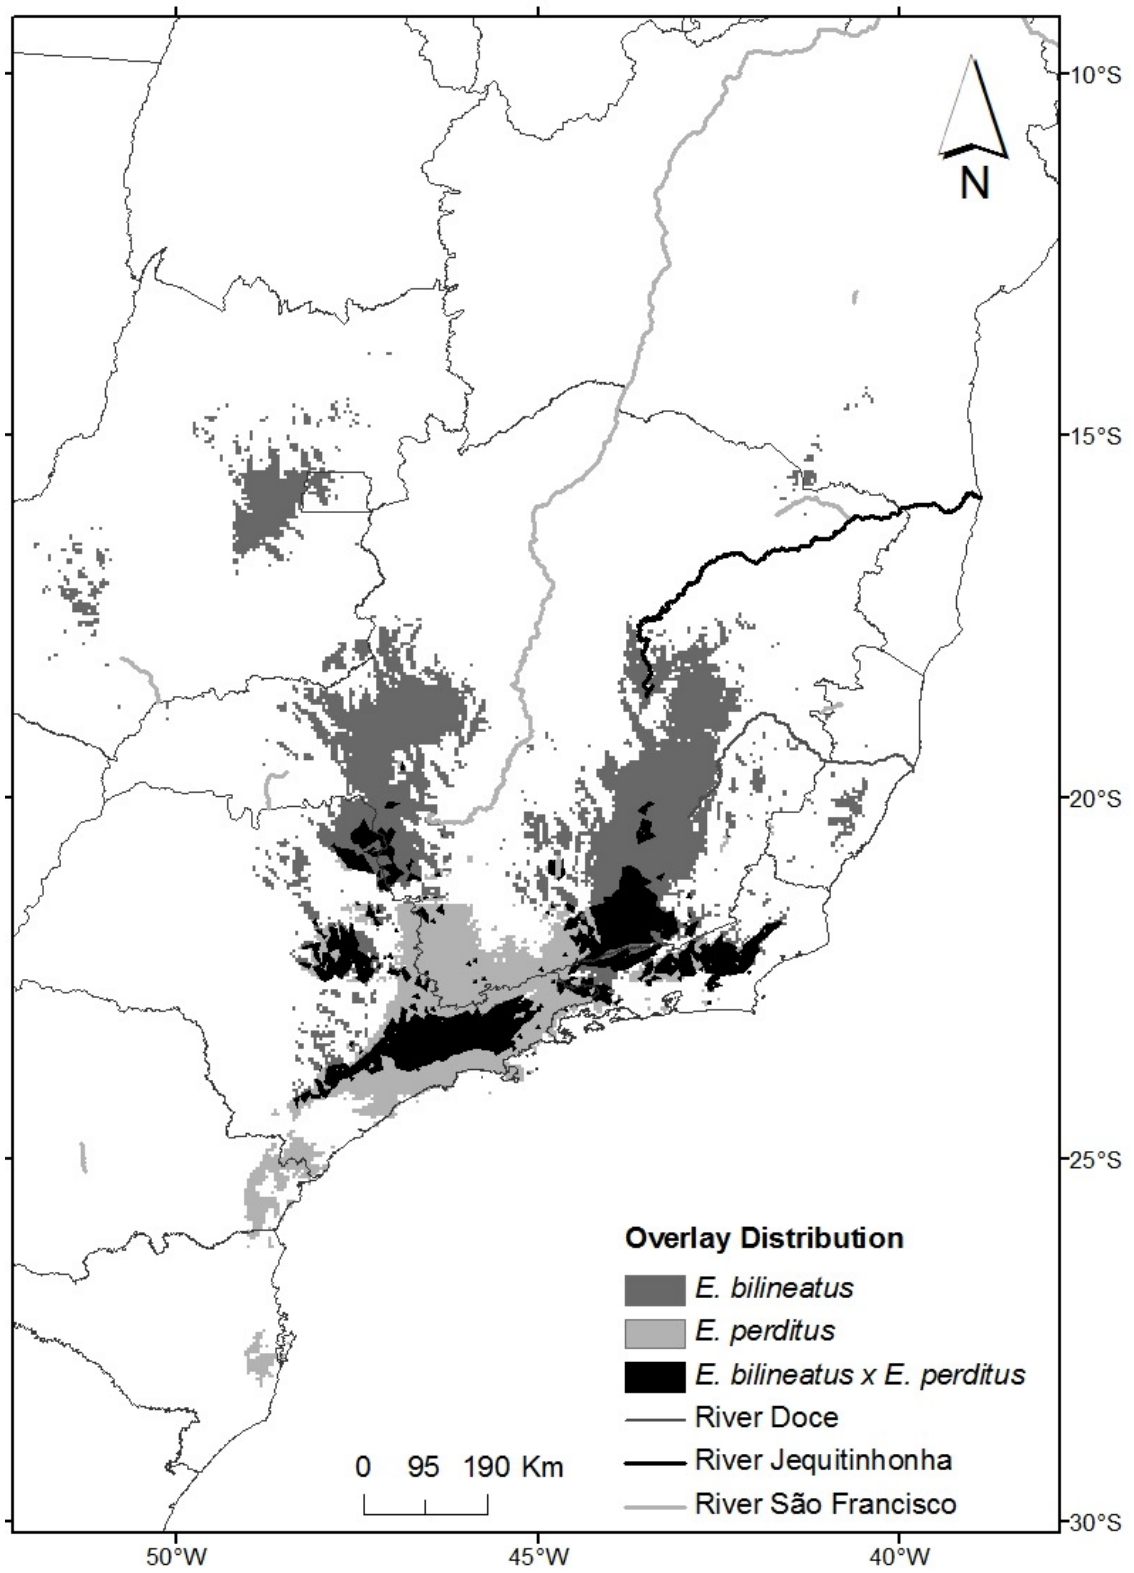 10°S
N
15°S
20°S
25°S
Overlay Distribution
E. bilineatus
E. perditus
E. bilineatus x E. perditus
River Doce
River Jequitinhonha
River São Francisco
0 95 190 Km
30°S
50°W 45°W 40°W